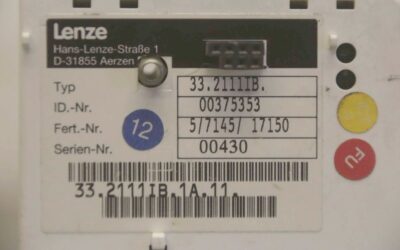 Lenze
Hans-Lenze-Straße 1
D-31855 Aerzen
Typ 33.2111IB.
ID.-Nr. 00375353
Fert.-Nr. 5/7145/ 17150
Serien-Nr. 00430
12
FU
33.2111IB.1A.11.